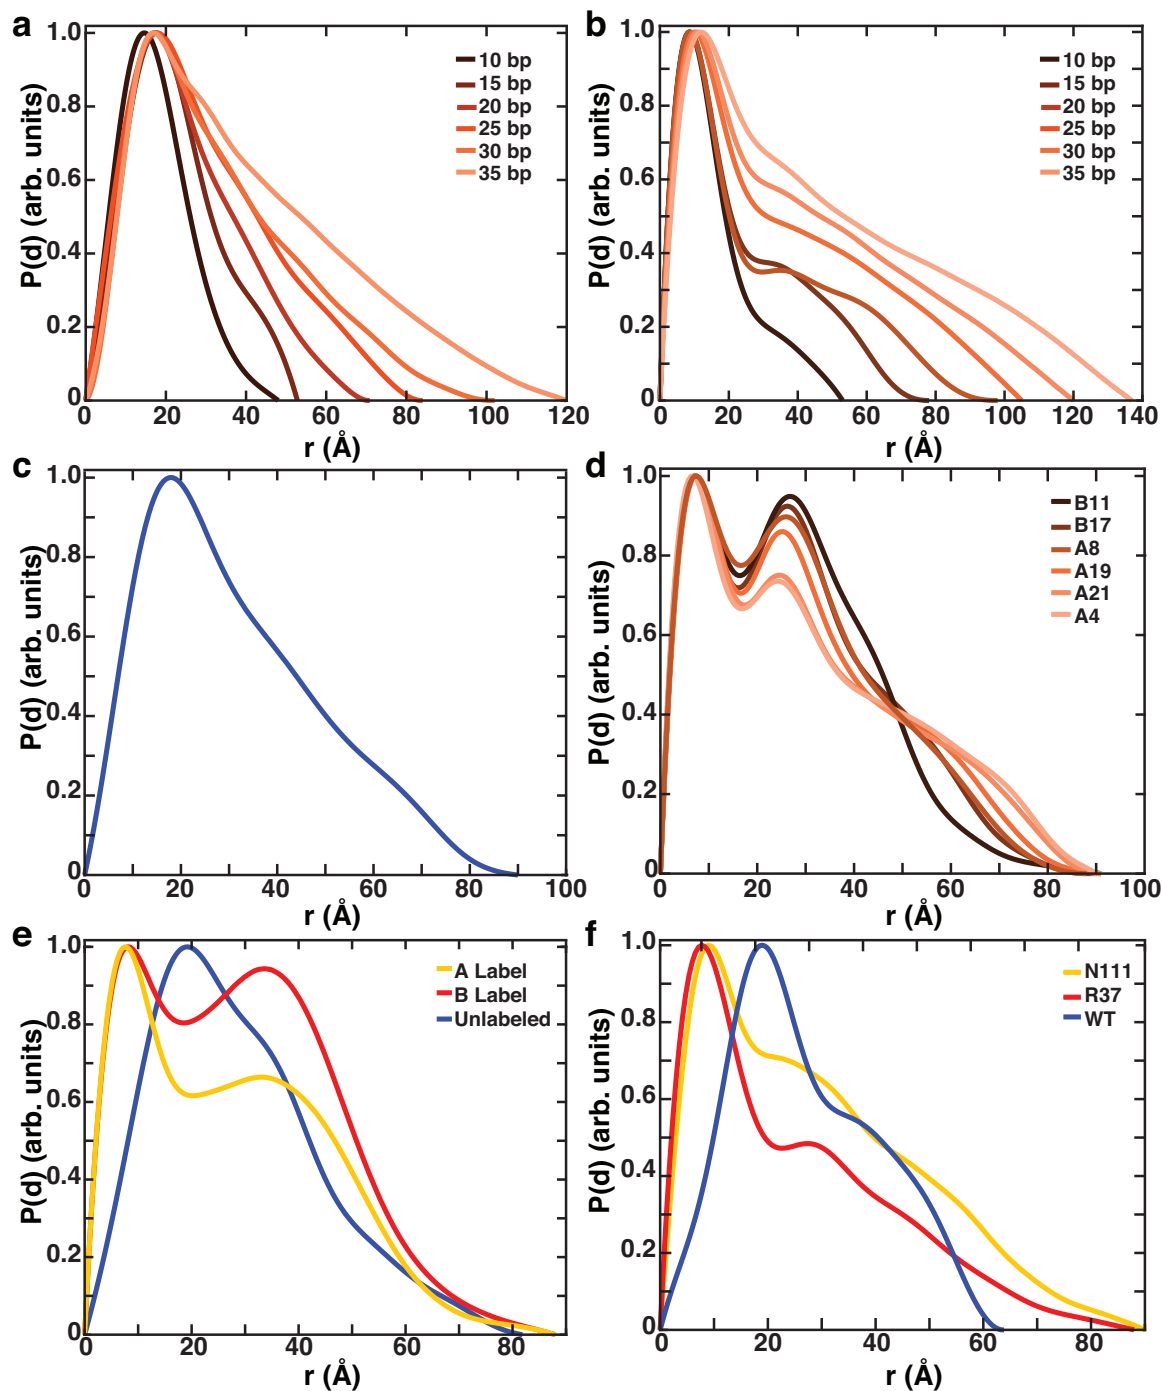 a
P(d) (arb. units)
1.0
0.8
0.6
0.4
0.2
0
0 20 40 60 80 100 120
r (Å)
10 bp
15 bp
20 bp
25 bp
30 bp
35 bp
b
P(d) (arb. units)
1.0
0.8
0.6
0.4
0.2
0
0 20 40 60 80 100 120 140
r (Å)
10 bp
15 bp
20 bp
25 bp
30 bp
35 bp
c
P(d) (arb. units)
1.0
0.8
0.6
0.4
0.2
0
0 20 40 60 80 100
r (Å)
d
P(d) (arb. units)
1.0
0.8
0.6
0.4
0.2
0
0 20 40 60 80 100
r (Å)
B11
B17
A8
A19
A21
A4
e
P(d) (arb. units)
1.0
0.8
0.6
0.4
0.2
0
0 20 40 60 80
r (Å)
A Label
B Label
Unlabeled
f
P(d) (arb. units)
1.0
0.8
0.6
0.4
0.2
0
0 20 40 60 80
r (Å)
N111
R37
WT